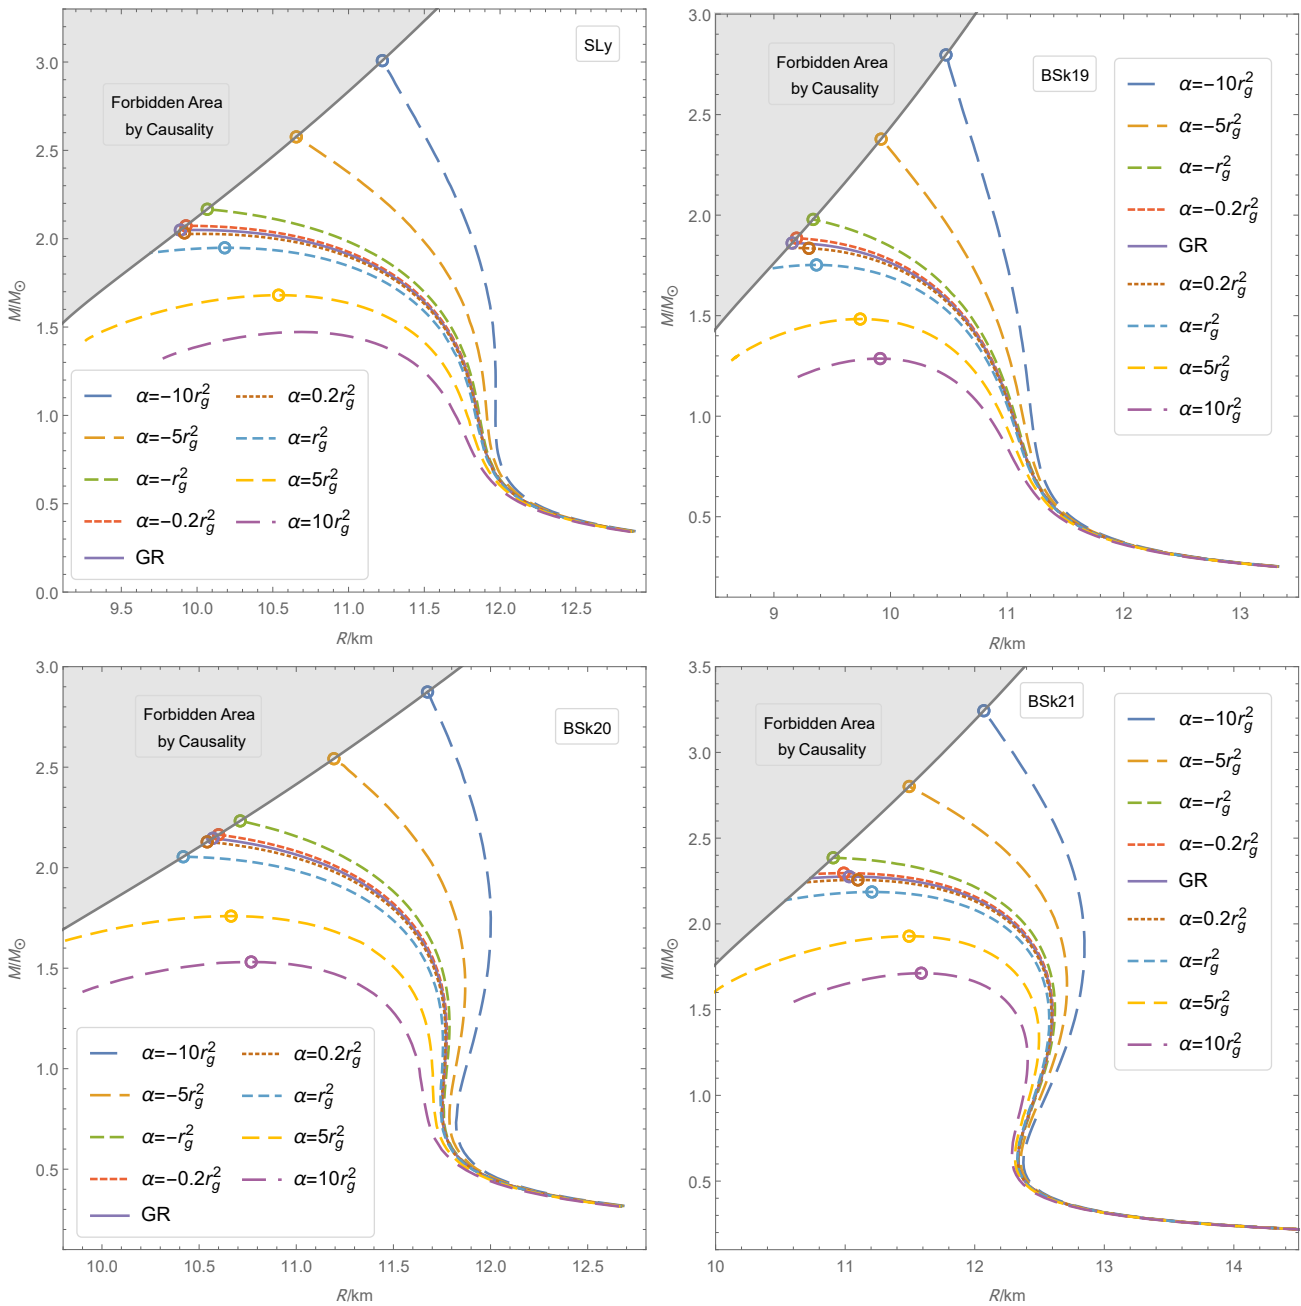 SLy
Forbidden Area
by Causality
M/M⊙
3.0
2.5
2.0
1.5
1.0
0.5
0.0
α=−10r_g^2
α=0.2r_g^2
α=−5r_g^2
α=r_g^2
α=−r_g^2
α=5r_g^2
α=−0.2r_g^2
α=10r_g^2
GR
9.5 10.0 10.5 11.0 11.5 12.0 12.5
R/km
BSk19
Forbidden Area
by Causality
M/M⊙
3.0
2.5
2.0
1.5
1.0
0.5
α=−10r_g^2
α=−5r_g^2
α=−r_g^2
α=−0.2r_g^2
GR
α=0.2r_g^2
α=r_g^2
α=5r_g^2
α=10r_g^2
9 10 11 12 13
R/km
BSk20
Forbidden Area
by Causality
M/M⊙
3.0
2.5
2.0
1.5
1.0
0.5
α=−10r_g^2
α=0.2r_g^2
α=−5r_g^2
α=r_g^2
α=−r_g^2
α=5r_g^2
α=−0.2r_g^2
α=10r_g^2
GR
10.0 10.5 11.0 11.5 12.0 12.5
R/km
BSk21
Forbidden Area
by Causality
M/M⊙
3.5
3.0
2.5
2.0
1.5
1.0
0.5
α=−10r_g^2
α=−5r_g^2
α=−r_g^2
α=−0.2r_g^2
GR
α=0.2r_g^2
α=r_g^2
α=5r_g^2
α=10r_g^2
10 11 12 13 14
R/km